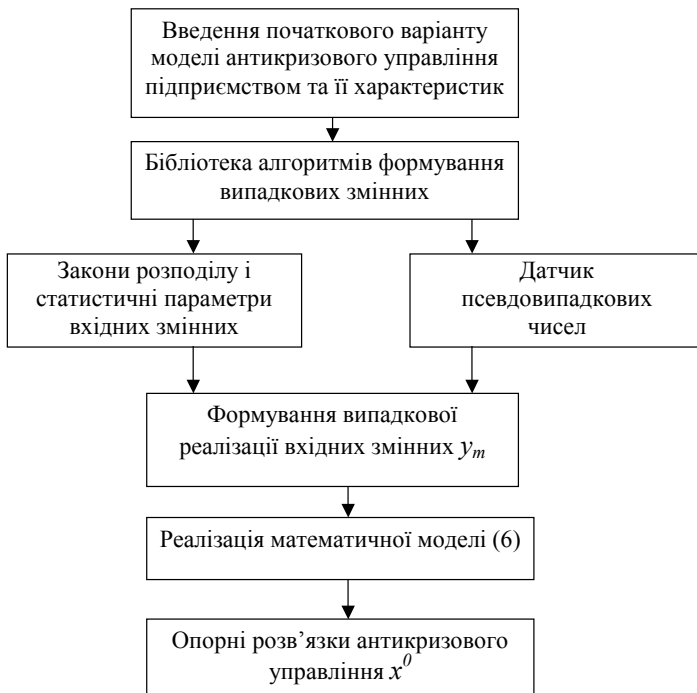 Введення початкового варіанту
моделі антикризового управління
підприємством та її характеристик
Бібліотека алгоритмів формування
випадкових змінних
Закони розподілу і
статистичні параметри
вхідних змінних
Датчик
псевдовипадкових
чисел
Формування випадкової
реалізації вхідних змінних y_m
Реалізація математичної моделі (6)
Опорні розв’язки антикризового
управління x^0